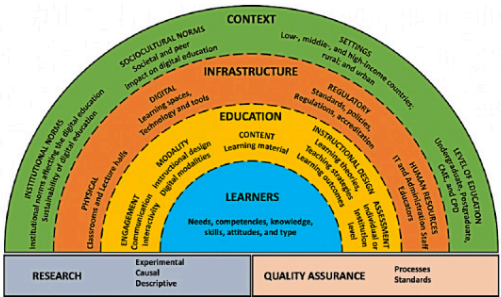 CONTEXT
INSTITUTIONAL NORMS
Institutional norms affecting the digital education
Sustainability of digital education
SOCIOCULTURAL NORMS
Societal and peer
impact on digital education
SETTINGS
Low-, middle-, and high-income countries,
rural; and urban
LEVEL OF EDUCATION
Undergraduate, Postgraduate,
CME, and CPD
INFRASTRUCTURE
PHYSICAL
Classrooms and Lecture halls
DIGITAL
Learning spaces,
Technology and tools
REGULATORY
Standards, policies,
Regulations, accreditation
HUMAN RESOURCES
IT and administration Staff
Educators
EDUCATION
ENGAGEMENT
Communication
Interactivity
MODALITY
Instructional design
Digital modalities
CONTENT
Learning material
INSTRUCTIONAL DESIGN
Learning theories,
Teaching strategies
Learning outcomes
ASSESSMENT
Individual or
Institution
level
LEARNERS
Needs, competencies, knowledge,
skills, attitudes, and type
RESEARCH
Experimental
Causal
Descriptive
QUALITY ASSURANCE
Processes
Standards